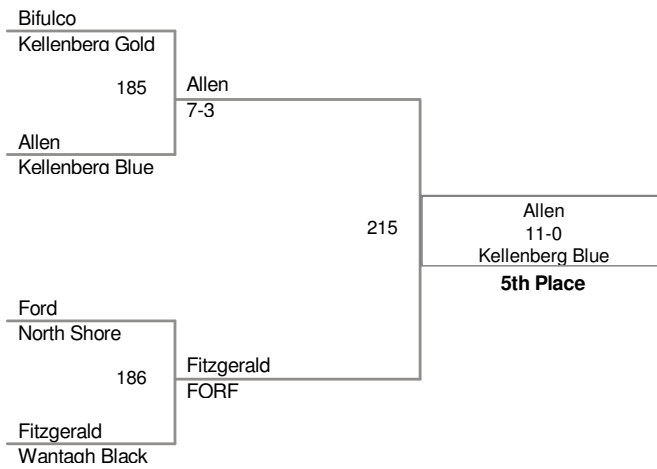 Bifulco
Kellenberg Gold
185
Allen
7-3
Allen
Kellenberg Blue
215
Allen
11-0
Kellenberg Blue
5th Place
Ford
North Shore
186
Fitzgerald
FORF
Fitzgerald
Wantagh Black